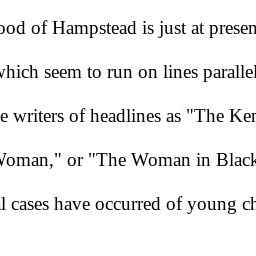 ood of Hampstead is just at presen
which seem to run on lines parallel
e writers of headlines as "The Ken
Woman," or "The Woman in Black
l cases have occurred of young ch